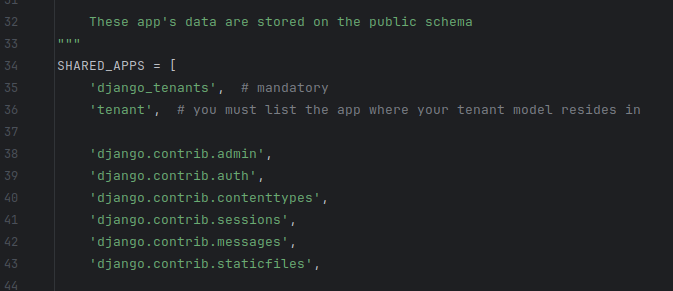 31
32 These app's data are stored on the public schema
33 """
34 SHARED_APPS = [
35 'django_tenants', # mandatory
36 'tenant', # you must list the app where your tenant model resides in
37
38 'django.contrib.admin',
39 'django.contrib.auth',
40 'django.contrib.contenttypes',
41 'django.contrib.sessions',
42 'django.contrib.messages',
43 'django.contrib.staticfiles',
44